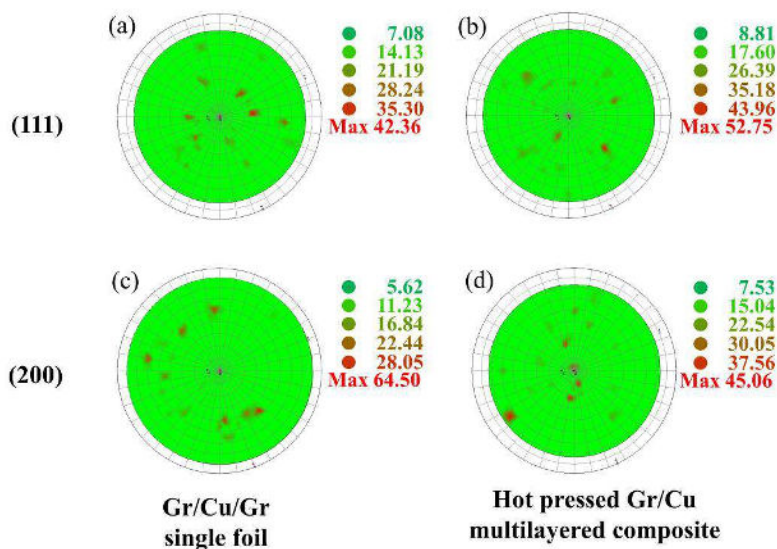 (a)
7.08
14.13
21.19
28.24
35.30
Max 42.36
(b)
8.81
17.60
26.39
35.18
43.96
Max 52.75
(111)
(c)
5.62
11.23
16.84
22.44
28.05
Max 64.50
(d)
7.53
15.04
22.54
30.05
37.56
Max 45.06
(200)
Gr/Cu/Gr
single foil
Hot pressed Gr/Cu
multilayered composite